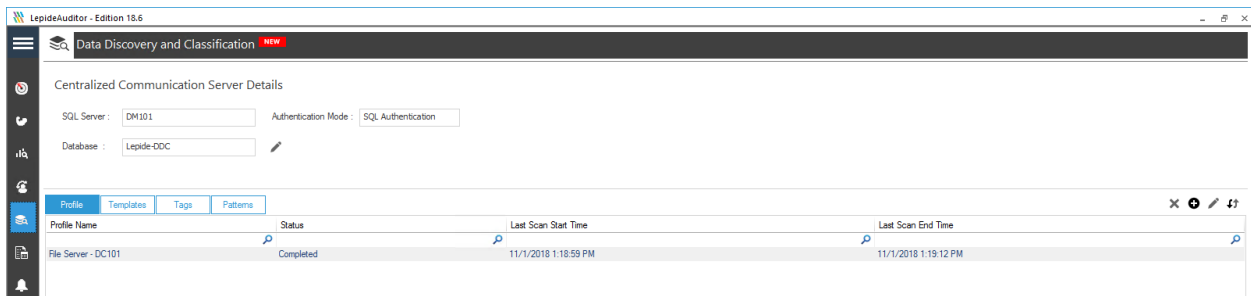 LepideAuditor - Edition 18.6
Data Discovery and Classification NEW
Centralized Communication Server Details
SQL Server : DM101 Authentication Mode : SQL Authentication
Database : Lepide-DDC
Profile Templates Tags Patterns
Profile Name Status Last Scan Start Time Last Scan End Time
File Server - DC101 Completed 11/1/2018 1:18:59 PM 11/1/2018 1:19:12 PM